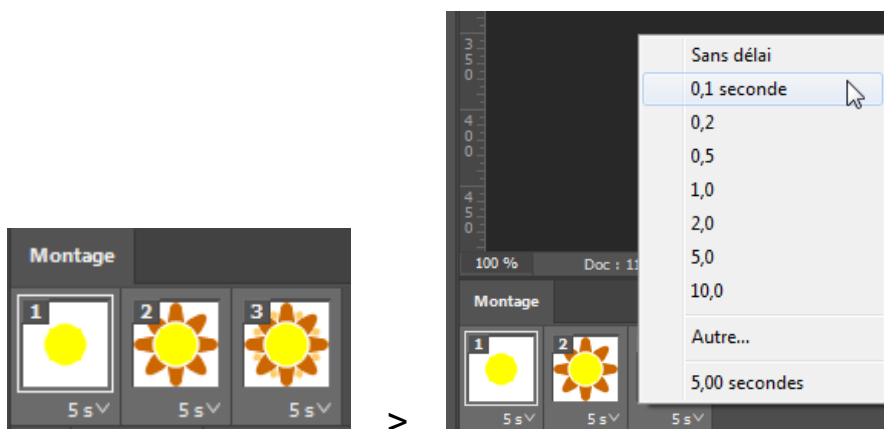 Montage
1 2 3
5 s 5 s 5 s
>
3
5
0
4
0
0
4
5
0
100 % Doc : 11
Montage
1 2
5 s 5 s 5 s
Sans délai
0,1 seconde
0,2
0,5
1,0
2,0
5,0
10,0
Autre...
5,00 secondes